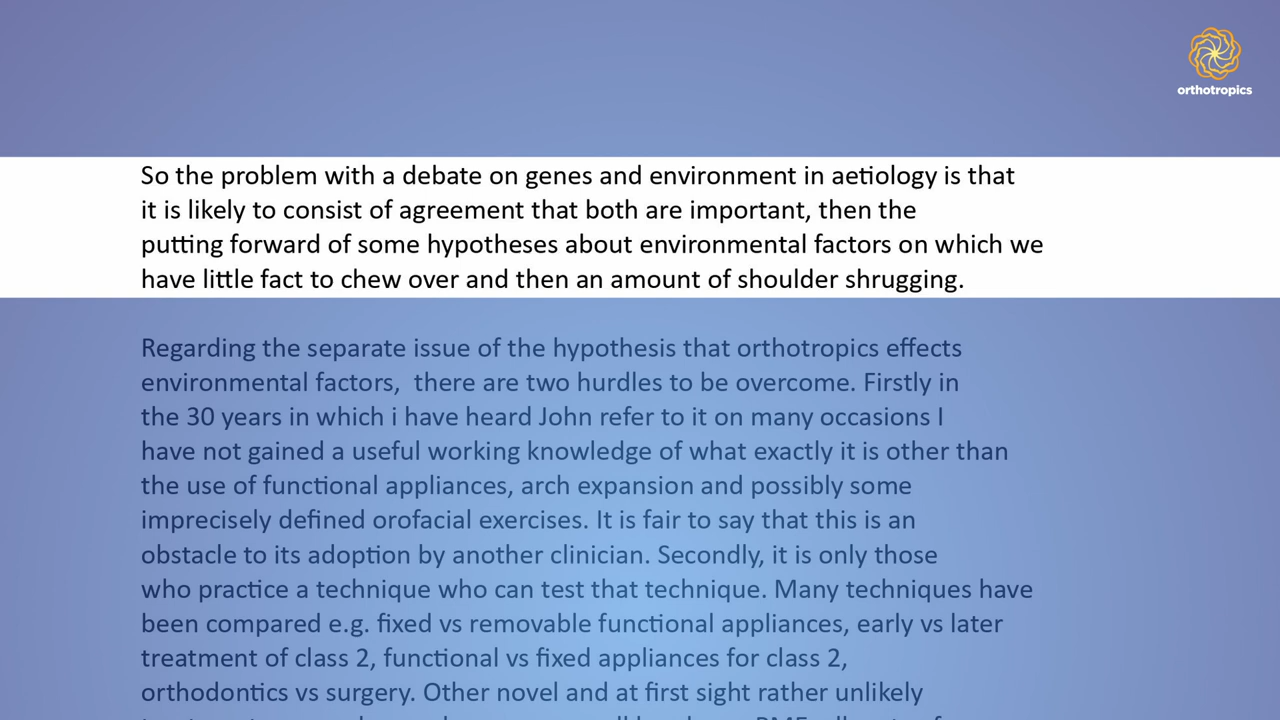 orthotropics
So the problem with a debate on genes and environment in aetiology is that
it is likely to consist of agreement that both are important, then the
putting forward of some hypotheses about environmental factors on which we
have little fact to chew over and then an amount of shoulder shrugging.
Regarding the separate issue of the hypothesis that orthotropics effects
environmental factors,  there are two hurdles to be overcome. Firstly in
the 30 years in which i have heard John refer to it on many occasions I
have not gained a useful working knowledge of what exactly it is other than
the use of functional appliances, arch expansion and possibly some
imprecisely defined orofacial exercises. It is fair to say that this is an
obstacle to its adoption by another clinician. Secondly, it is only those
who practice a technique who can test that technique. Many techniques have
been compared e.g. fixed vs removable functional appliances, early vs later
treatment of class 2, functional vs fixed appliances for class 2,
orthodontics vs surgery. Other novel and at first sight rather unlikely